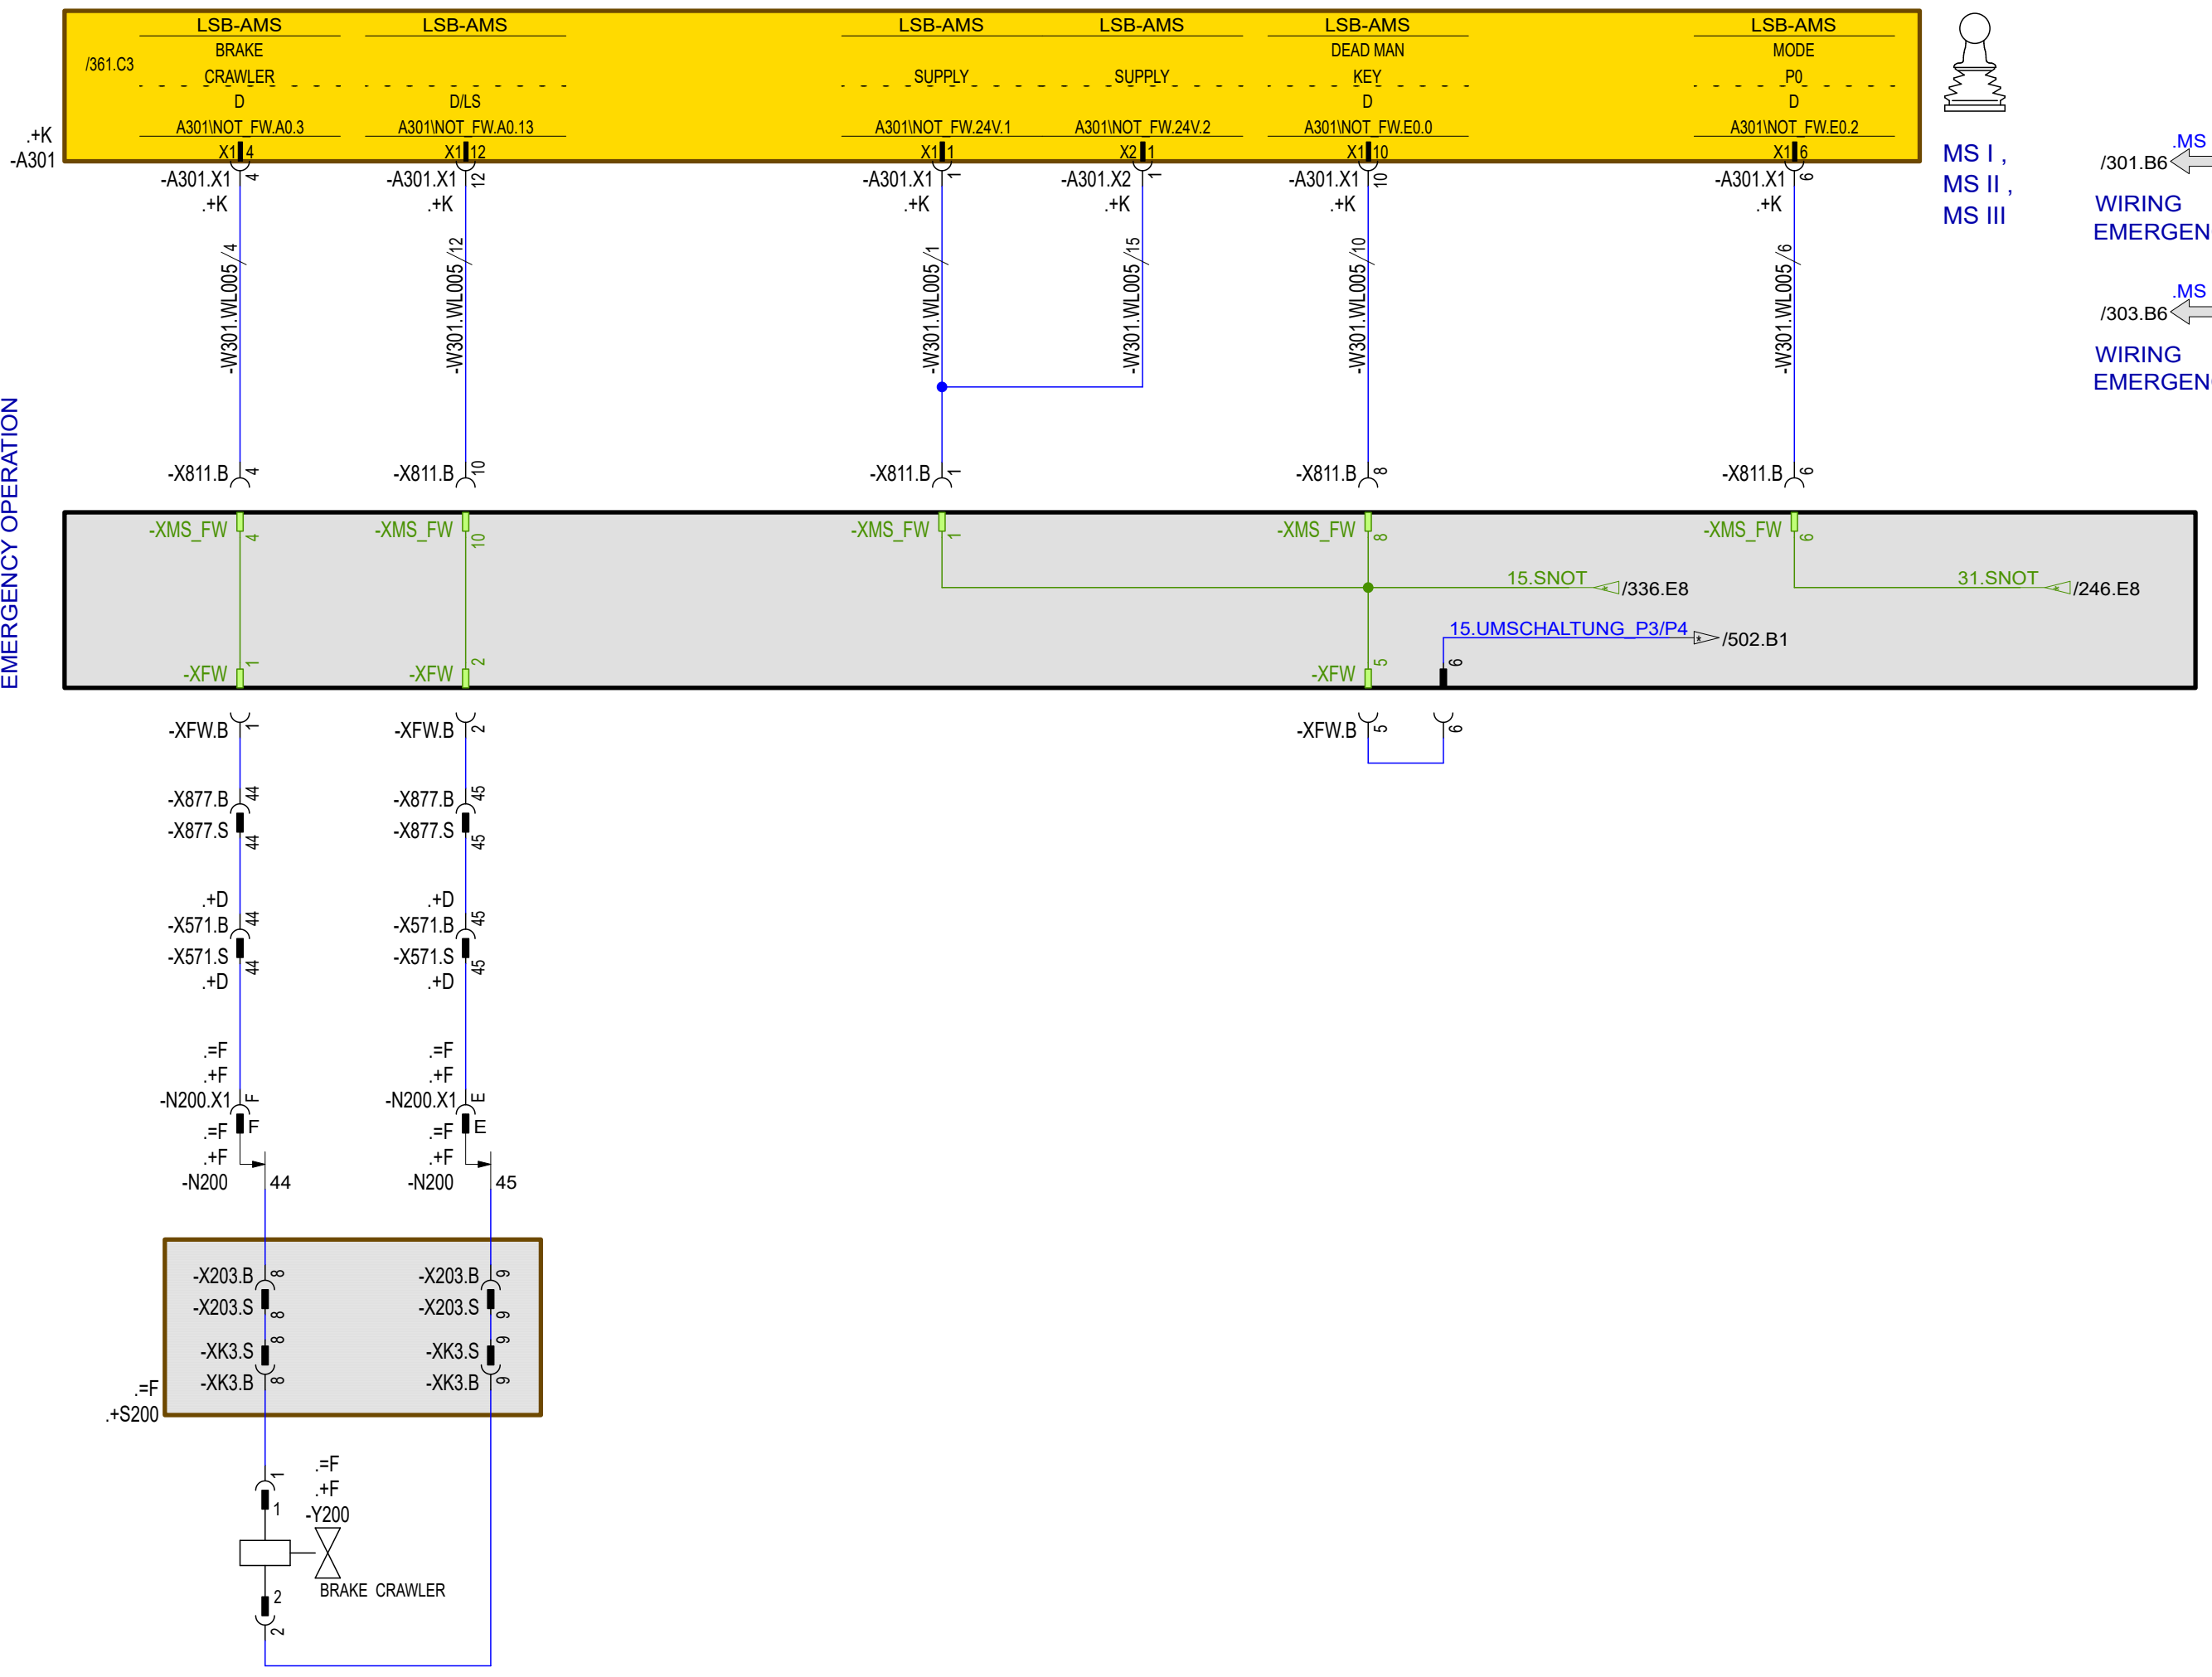 LSB-AMS LSB-AMS LSB-AMS LSB-AMS LSB-AMS LSB-AMS
BRAKE DEAD MAN MODE
/361.C3
CRAWLER SUPPLY SUPPLY KEY P0
D D/LS D D
A301\NOT_FW.A0.3 A301\NOT_FW.A0.13 A301\NOT_FW.24V.1 A301\NOT_FW.24V.2 A301\NOT_FW.E0.0 A301\NOT_FW.E0.2
.+K
-A301
X1 4 X1 12 X1 1 X2 1 X1 10 X1 6
-A301.X1 4 -A301.X1 12 -A301.X1 1 -A301.X2 1 -A301.X1 10 -A301.X1 6
.+K .+K .+K .+K .+K .+K
MS I ,
MS II ,
MS III
.MS
/301.B6
WIRING
EMERGEN
.MS
/303.B6
WIRING
EMERGEN
-W301.WL005 /4 -W301.WL005 /12 -W301.WL005 /1 -W301.WL005 /15 -W301.WL005 /10 -W301.WL005 /6
EMERGENCY OPERATION
-X811.B 4 -X811.B 10 -X811.B 1 -X811.B 8 -X811.B 6
-XMS_FW 4 -XMS_FW 10 -XMS_FW 1 -XMS_FW 8 -XMS_FW 6
15.SNOT * /336.E8 31.SNOT * /246.E8
15.UMSCHALTUNG_P3/P4 * /502.B1
-XFW 1 -XFW 2 -XFW 5 6
-XFW.B 1 -XFW.B 2 -XFW.B 5 6
-X877.B 44 -X877.B 45
-X877.S 44 -X877.S 45
.+D .+D
-X571.B 44 -X571.B 45
-X571.S 44 -X571.S 45
.+D .+D
.=F .=F
.+F .+F
-N200.X1 F -N200.X1 E
.=F F .=F E
.+F .+F
-N200 44 -N200 45
-X203.B 8 -X203.B 9
-X203.S 8 -X203.S 9
-XK3.S 8 -XK3.S 9
-XK3.B 8 -XK3.B 9
.=F
.+S200
1
1
.=F
.+F
-Y200
BRAKE CRAWLER
2
2